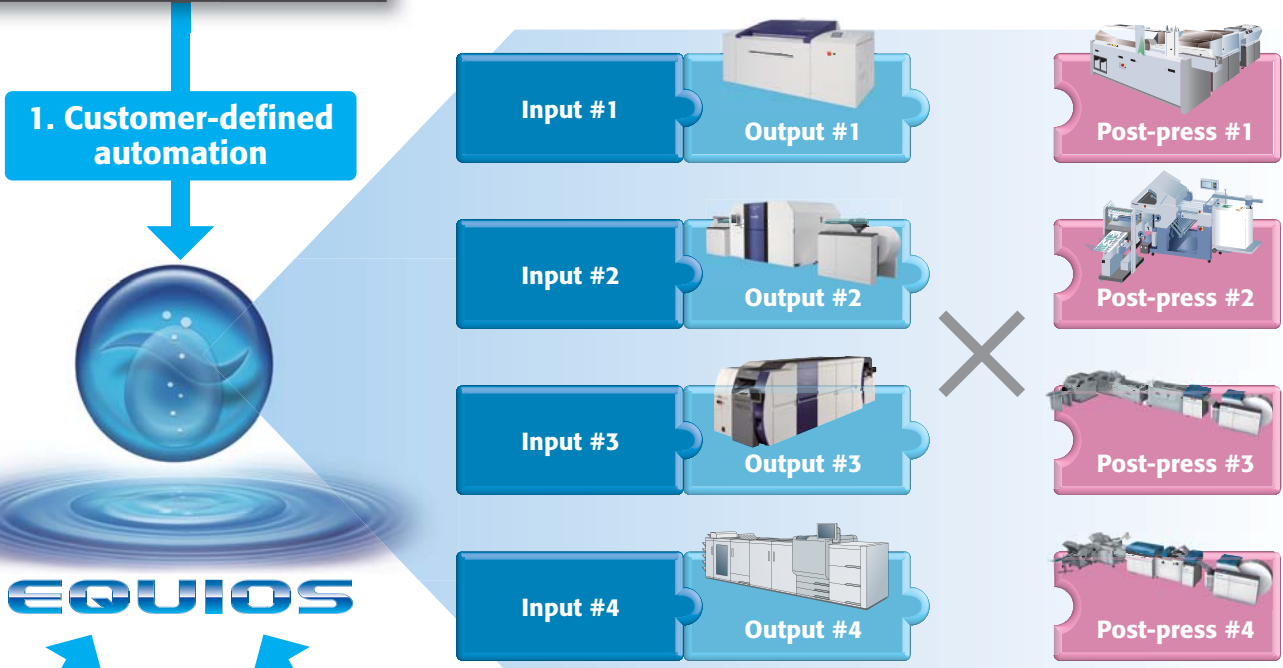 1. Customer-defined
automation
EQUIOS
Input #1
Output #1
Post-press #1
Input #2
Output #2
Post-press #2
Input #3
Output #3
Post-press #3
Input #4
Output #4
Post-press #4